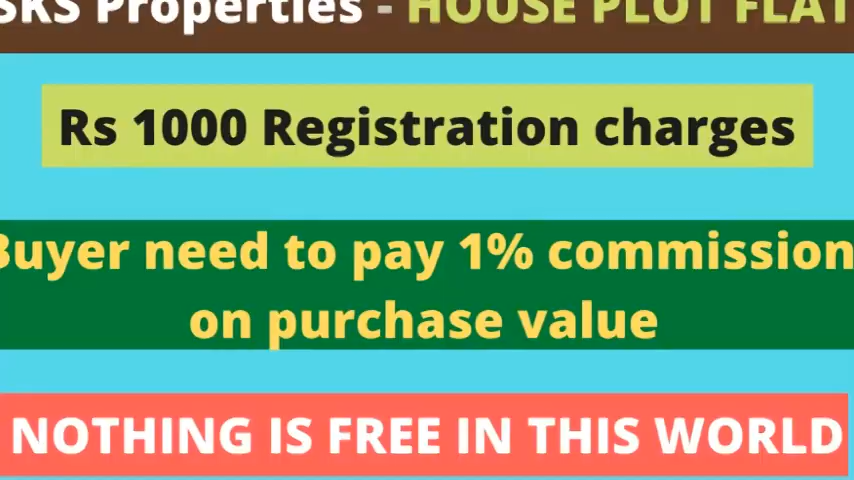 SKS Properties - HOUSE PLOT FLAT
Rs 1000 Registration charges
Buyer need to pay 1% commission
on purchase value
NOTHING IS FREE IN THIS WORLD